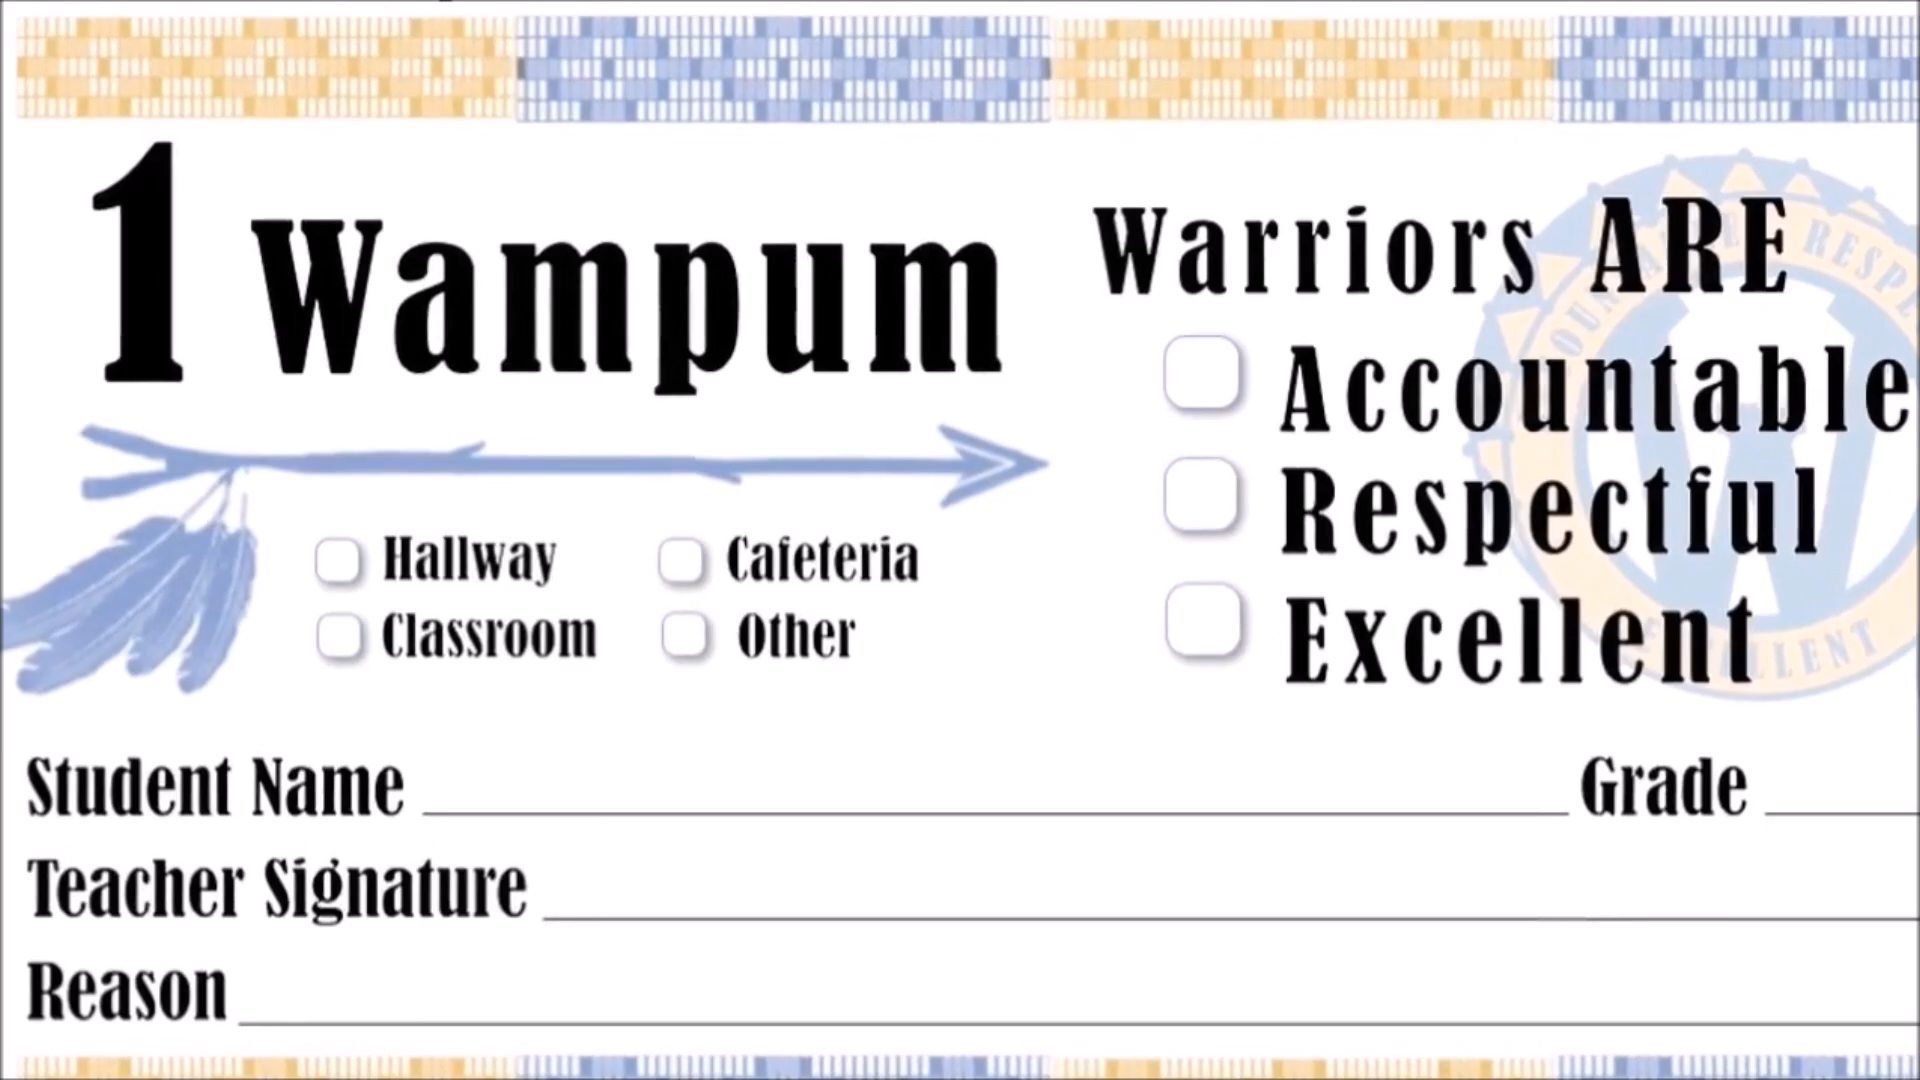 1 Wampum
Hallway
Cafeteria
Classroom
Other
Warriors ARE
Accountable
Respectful
Excellent
Student Name Grade
Teacher Signature
Reason